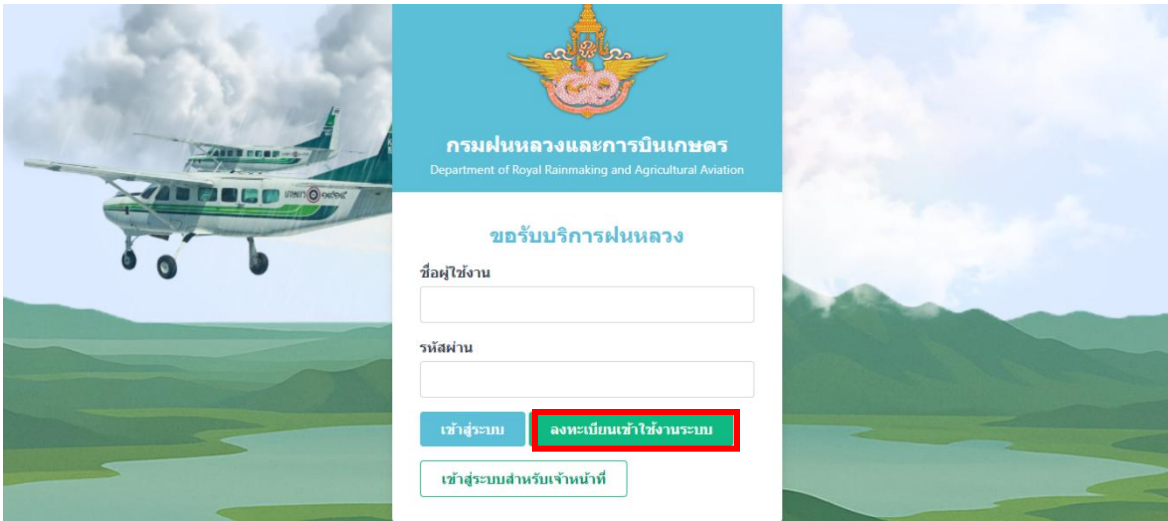 กรมฝนหลวงและการบินเกษตร
Department of Royal Rainmaking and Agricultural Aviation
ขอรับบริการฝนหลวง
ชื่อผู้ใช้งาน
รหัสผ่าน
เข้าสู่ระบบ ลงทะเบียนเข้าใช้งานระบบ
เข้าสู่ระบบสำหรับเจ้าหน้าที่